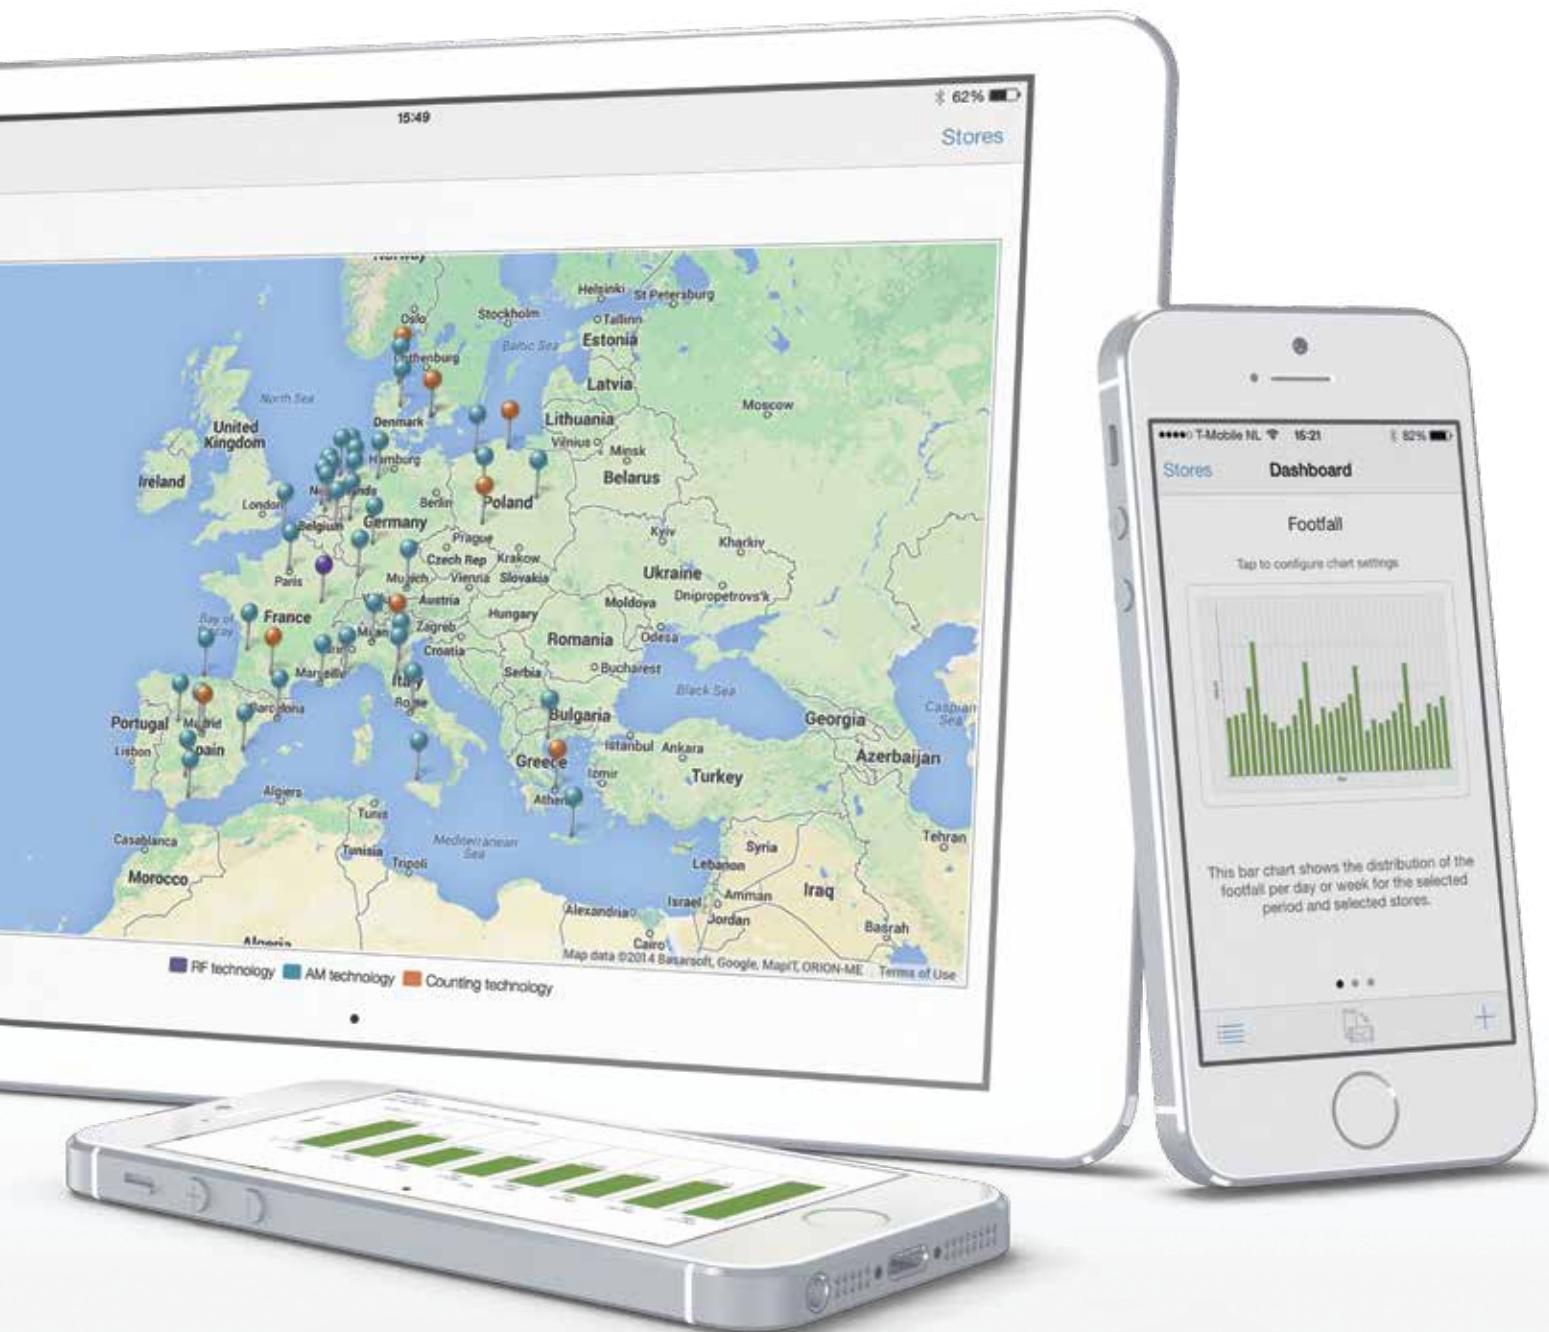 15:49
62%
Stores
Norway
Helsinki
St Petersburg
Oslo
Stockholm
Tallinn
Baltic Sea
Estonia
Latvia
Moscow
North Sea
Denmark
Lithuania
United
Kingdom
Vilnius
Minsk
Hamburg
Ireland
Belarus
London
Berlin
Poland
Belgium
Germany
Prague
Kyiv
Kharkiv
Czech Rep
Krakow
Paris
Vienna
Slovakia
Ukraine
Austria
Dnipropetrovs'k
Moldova
France
Hungary
Zagreb
Romania
Odesa
Croatia
Serbia
Bucharest
Italy
Black Sea
Rome
Portugal
Bulgaria
Georgia
Caspian
Sea
Lisbon
Istanbul
Ankara
Azerbaijan
Greece
Izmir
Turkey
Algiers
Tunis
Casablanca
Mediterranean
Sea
Tehran
Tunisia
Tripoli
Syria
Lebanon
Morocco
Iraq
Israel
Amman
Alexandria
Jordan
Basrah
Algeria
Cairo
Map data ©2014 Basarsoft, Google, MapIT, ORION-ME Terms of Use
RF technology AM technology Counting technology
T-Mobile NL 15:21 82%
Stores Dashboard
Footfall
Tap to configure chart settings
This bar chart shows the distribution of the
footfall per day or week for the selected
period and selected stores.